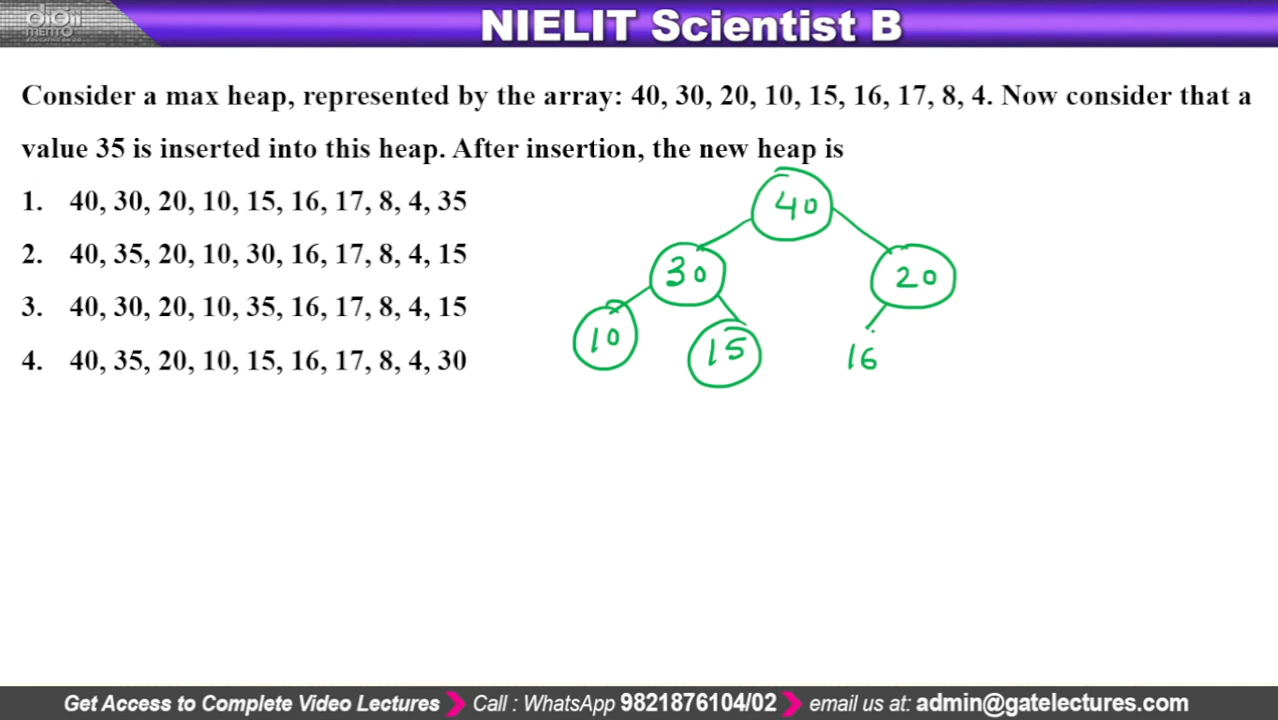 digii
MENTO
EDUCATION ON GO
NIELIT Scientist B
Consider a max heap, represented by the array: 40, 30, 20, 10, 15, 16, 17, 8, 4. Now consider that a
value 35 is inserted into this heap. After insertion, the new heap is
1. 40, 30, 20, 10, 15, 16, 17, 8, 4, 35
2. 40, 35, 20, 10, 30, 16, 17, 8, 4, 15
3. 40, 30, 20, 10, 35, 16, 17, 8, 4, 15
4. 40, 35, 20, 10, 15, 16, 17, 8, 4, 30
40
30 20
10 15 16
Get Access to Complete Video Lectures Call : WhatsApp 9821876104/02 email us at: admin@gatelectures.com